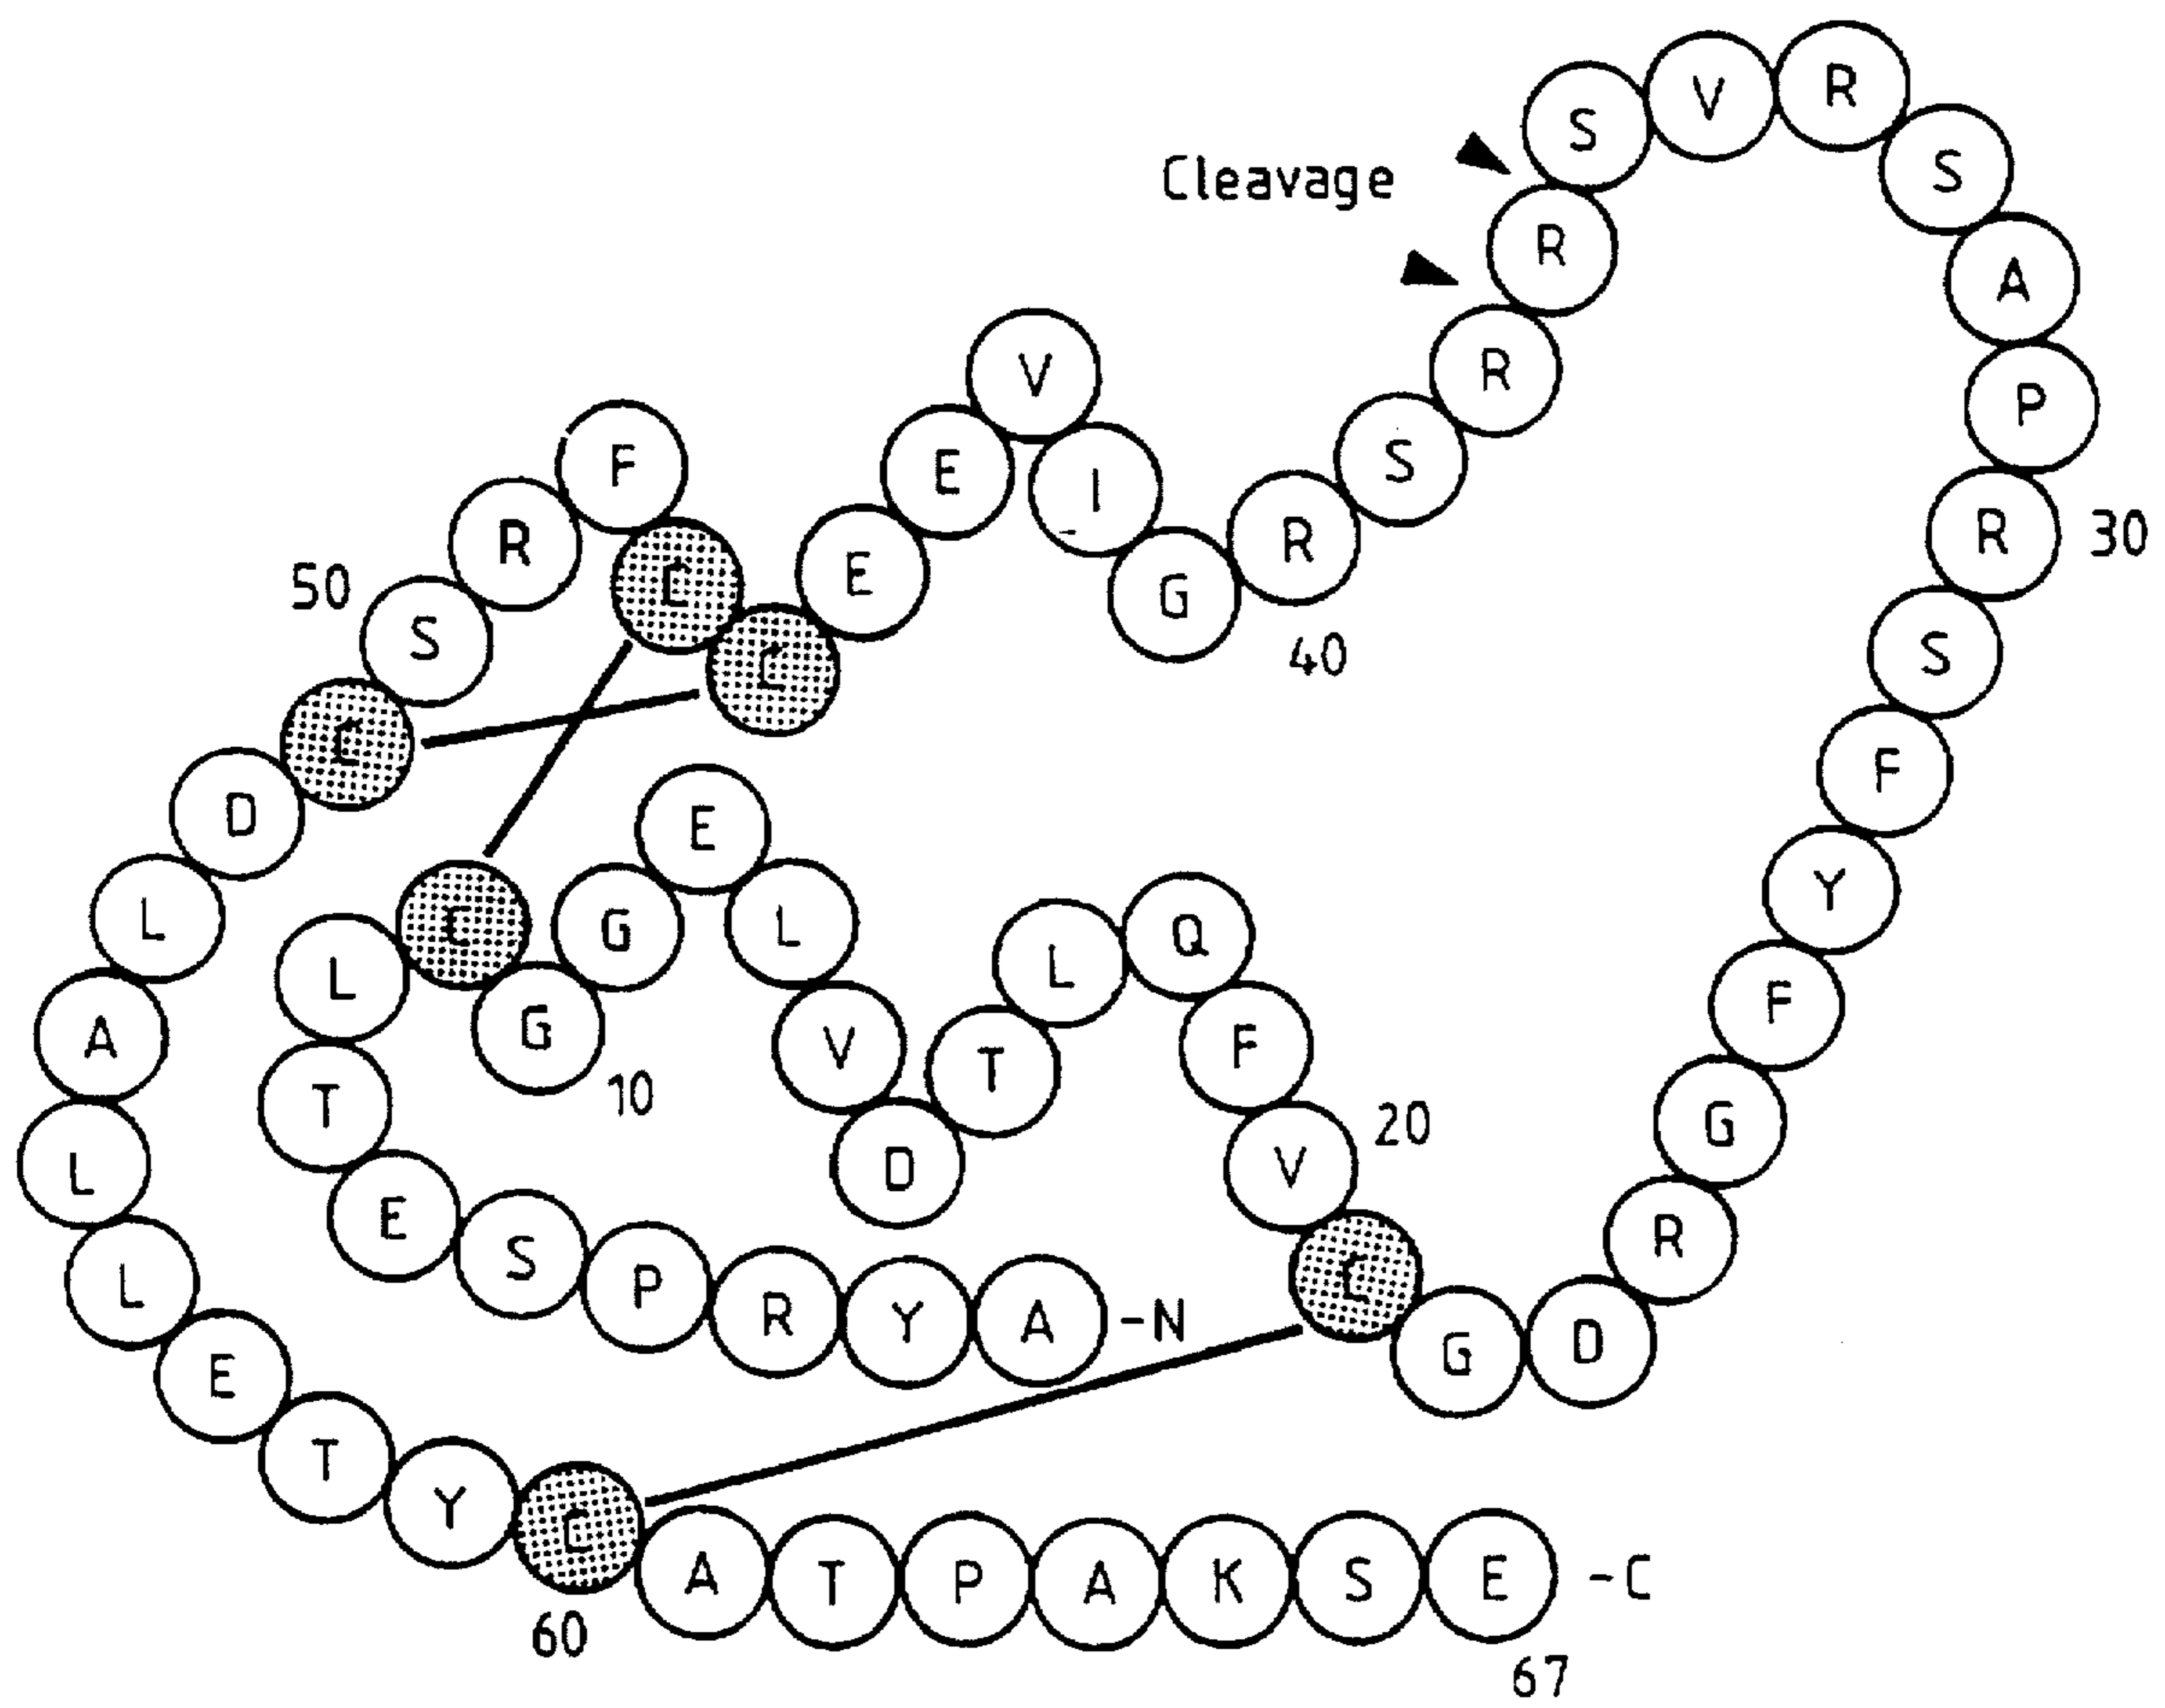 N-
A Y R P S E T L C G
10
G E L V D T L Q F V
20
C G D R G F Y F S R
30
P A S R V S
Cleavage
R R S R
40
G I V E E C C F R S
50
C D L A L L E T Y C
60
A T P A K S E
-C
67